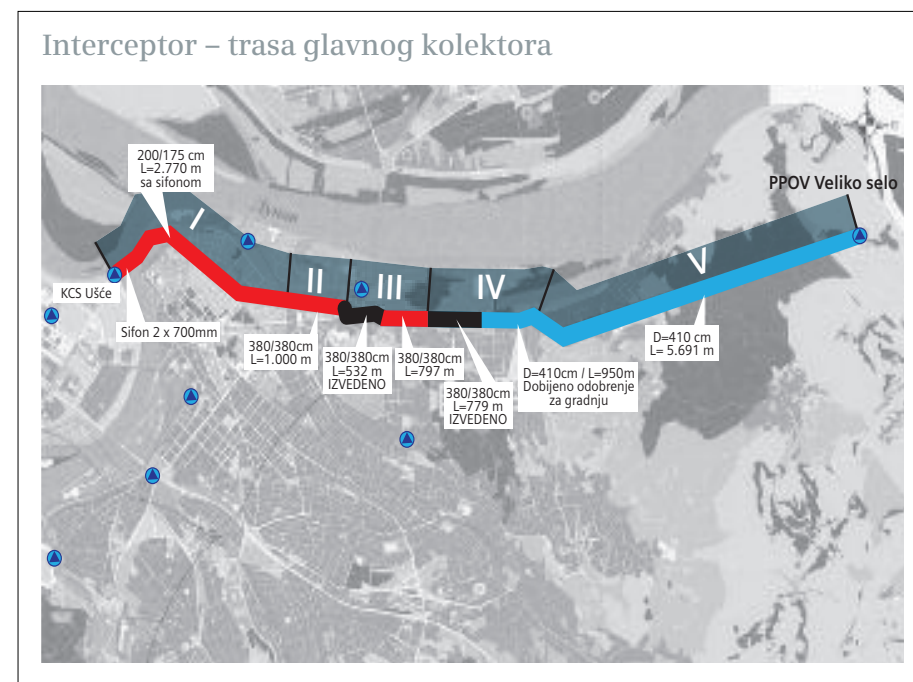 Interceptor – trasa glavnog kolektora
200/175 cm
L=2.770 m
sa sifonom
PPOV Veliko selo
I
II
III
IV
V
KCS Ušće
Sifon 2 x 700mm
380/380cm
L=1.000 m
380/380cm
L=532 m
IZVEDENO
380/380cm
L=797 m
380/380cm
L=779 m
IZVEDENO
D=410cm / L=950m
Dobijeno odobrenje
za gradnju
D=410 cm
L= 5.691 m